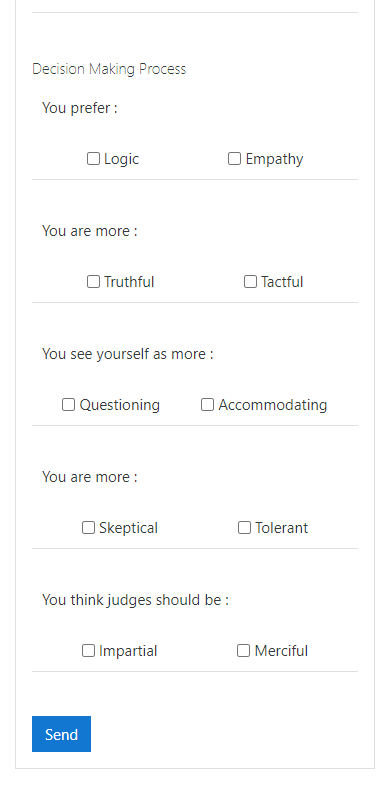 Decision Making Process
You prefer :
Logic Empathy
You are more :
Truthful Tactful
You see yourself as more :
Questioning Accommodating
You are more :
Skeptical Tolerant
You think judges should be :
Impartial Merciful
Send